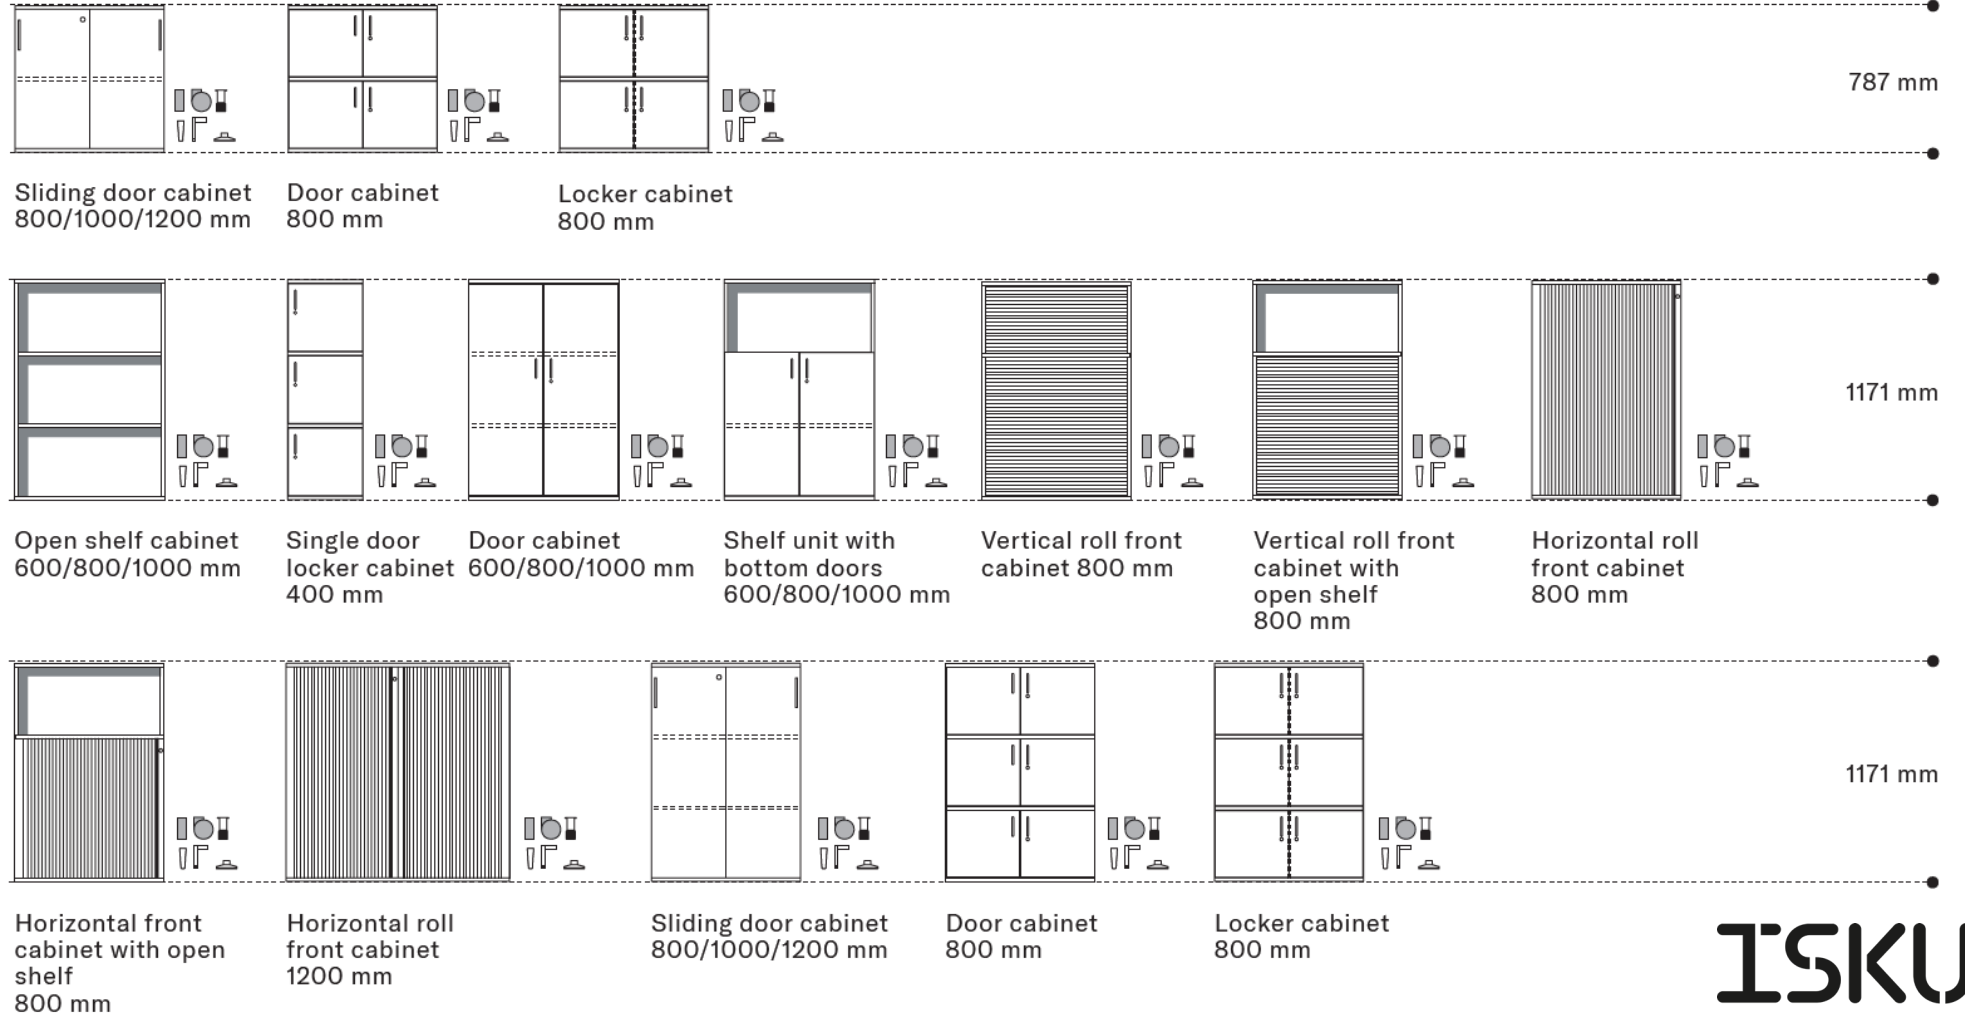 787 mm
Sliding door cabinet
800/1000/1200 mm
Door cabinet
800 mm
Locker cabinet
800 mm
1171 mm
Open shelf cabinet
600/800/1000 mm
Single door
locker cabinet
400 mm
Door cabinet
600/800/1000 mm
Shelf unit with
bottom doors
600/800/1000 mm
Vertical roll front
cabinet 800 mm
Vertical roll front
cabinet with
open shelf
800 mm
Horizontal roll
front cabinet
800 mm
1171 mm
Horizontal front
cabinet with open
shelf
800 mm
Horizontal roll
front cabinet
1200 mm
Sliding door cabinet
800/1000/1200 mm
Door cabinet
800 mm
Locker cabinet
800 mm
ISKU